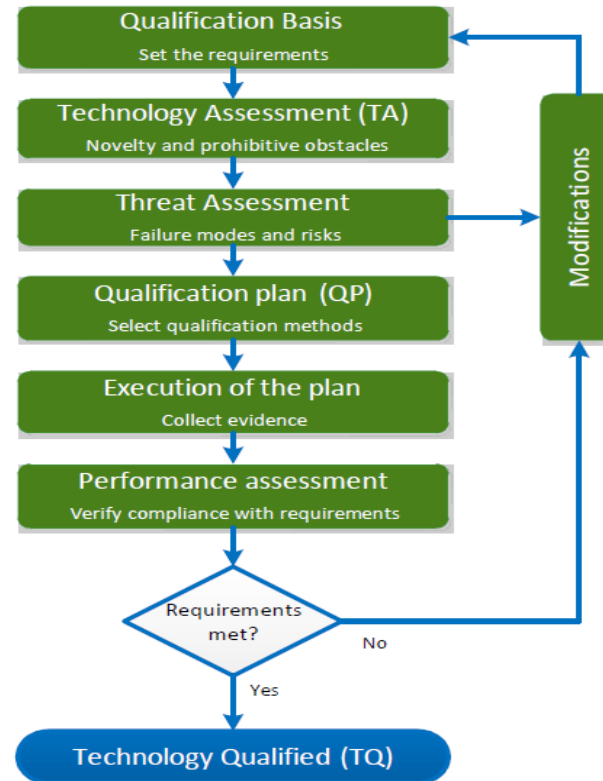 Qualification Basis
Set the requirements
Technology Assessment (TA)
Novelty and prohibitive obstacles
Threat Assessment
Failure modes and risks
Modifications
Qualification plan (QP)
Select qualification methods
Execution of the plan
Collect evidence
Performance assessment
Verify compliance with requirements
Requirements
met?
No
Yes
Technology Qualified (TQ)